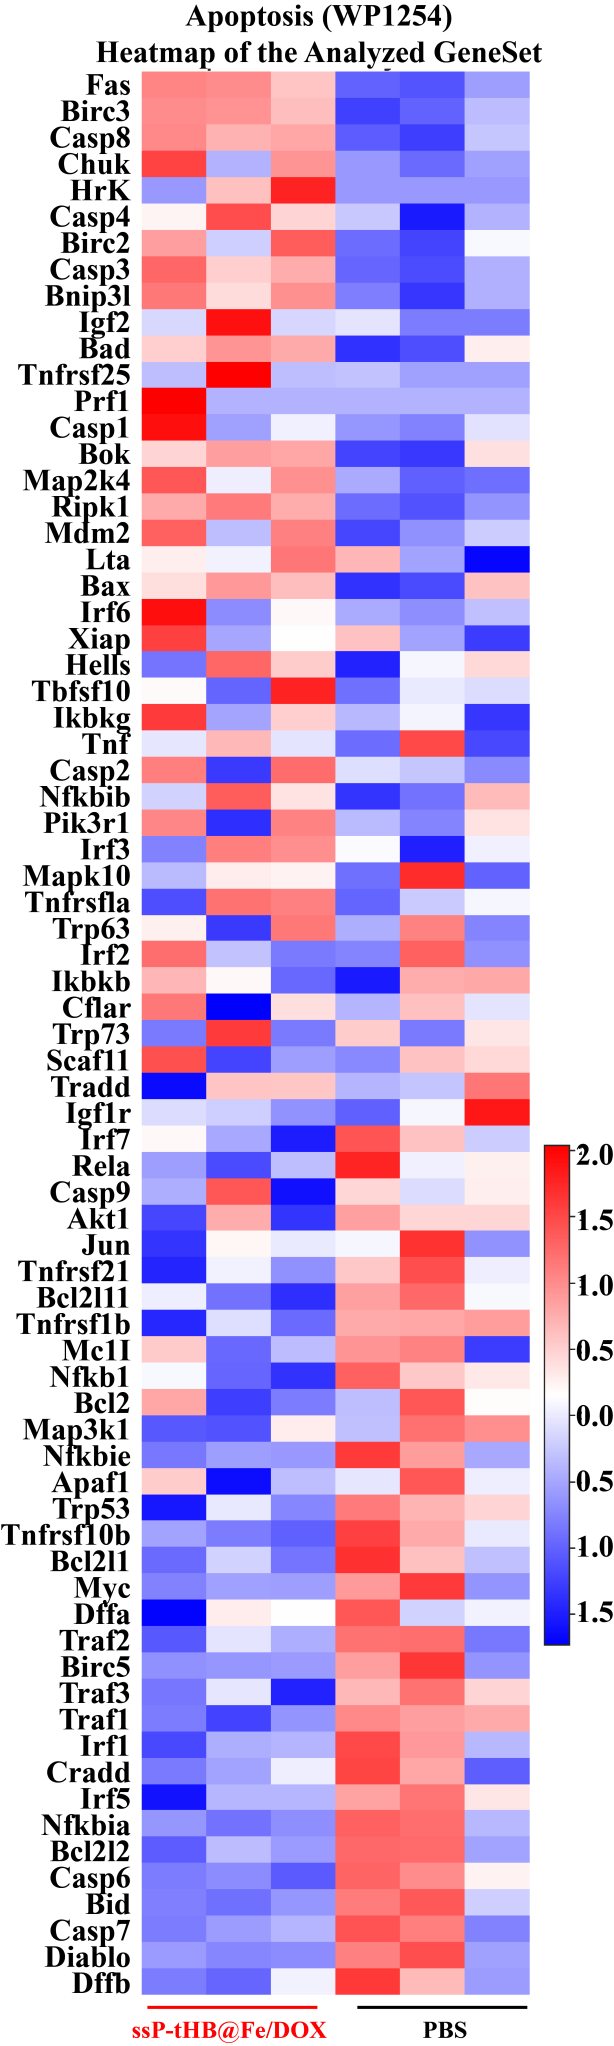 Apoptosis (WP1254)
Heatmap of the Analyzed GeneSet
Fas
Birc3
Casp8
Chuk
HrK
Casp4
Birc2
Casp3
Bnip3l
Igf2
Bad
Tnfrsf25
Prf1
Casp1
Bok
Map2k4
Ripk1
Mdm2
Lta
Bax
Irf6
Xiap
Hells
Tbfsf10
Ikbkg
Tnf
Casp2
Nfkbib
Pik3r1
Irf3
Mapk10
Tnfrsfla
Trp63
Irf2
Ikbkb
Cflar
Trp73
Scaf11
Tradd
Igf1r
Irf7
Rela
Casp9
Akt1
Jun
Tnfrsf21
Bcl2l11
Tnfrsf1b
Mc1I
Nfkb1
Bcl2
Map3k1
Nfkbie
Apaf1
Trp53
Tnfrsf10b
Bcl2l1
Myc
Dffa
Traf2
Birc5
Traf3
Traf1
Irf1
Cradd
Irf5
Nfkbia
Bcl2l2
Casp6
Bid
Casp7
Diablo
Dffb
2.0
1.5
1.0
0.5
0.0
0.5
1.0
1.5
ssP-tHB@Fe/DOX
PBS